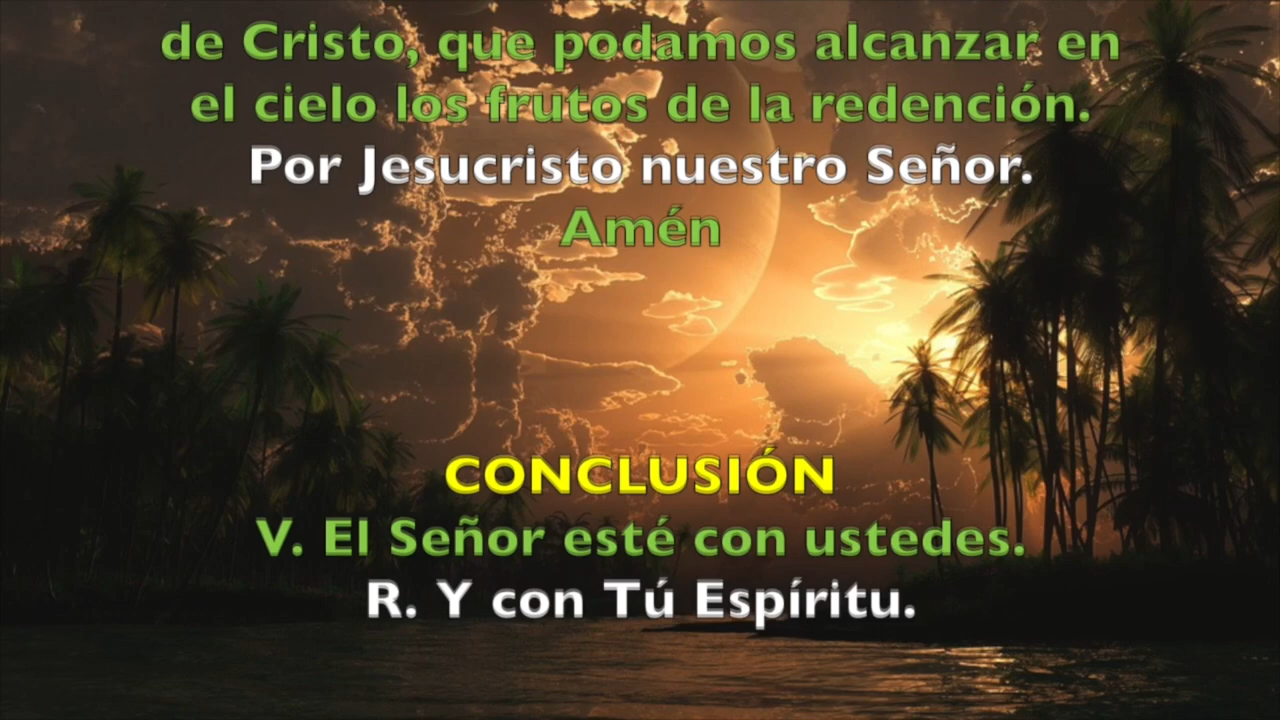 de Cristo, que podamos alcanzar en
el cielo los frutos de la redención.
Por Jesucristo nuestro Señor.
Amén
CONCLUSIÓN
V. El Señor esté con ustedes.
R. Y con Tú Espíritu.